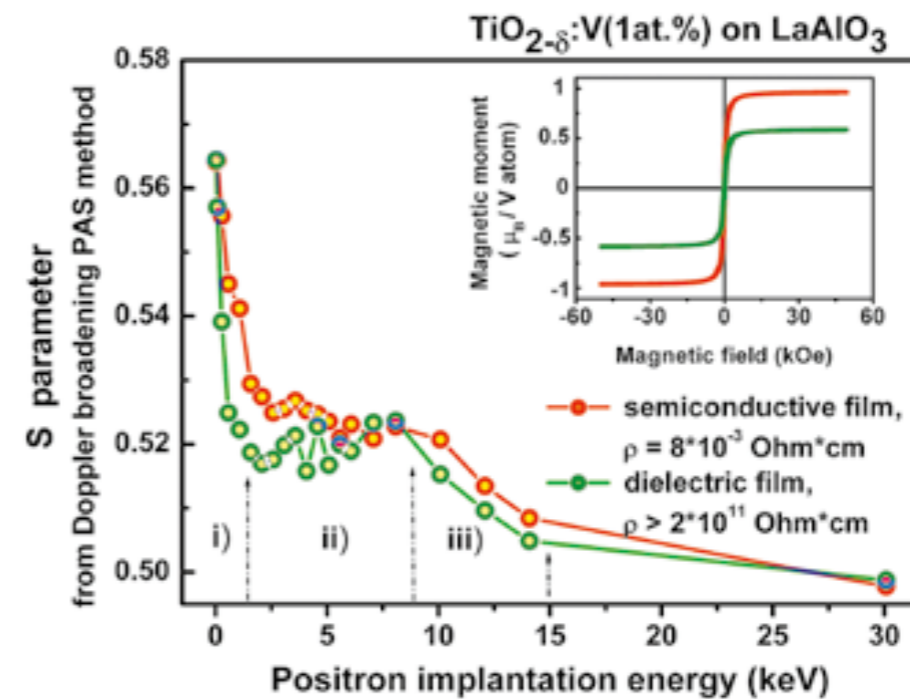 TiO2-δ:V(1at.%) on LaAlO3
S parameter
from Doppler broadening PAS method
0.58
0.56
0.54
0.52
0.50
Magnetic moment
( μB/ V atom)
1
0.5
0
-0.5
-1
-60 -30 0 30 60
Magnetic field (kOe)
semiconductive film,
ρ = 8*10-3 Ohm*cm
dielectric film,
ρ > 2*1011 Ohm*cm
i) ii) iii)
0 5 10 15 20 25 30
Positron implantation energy (keV)